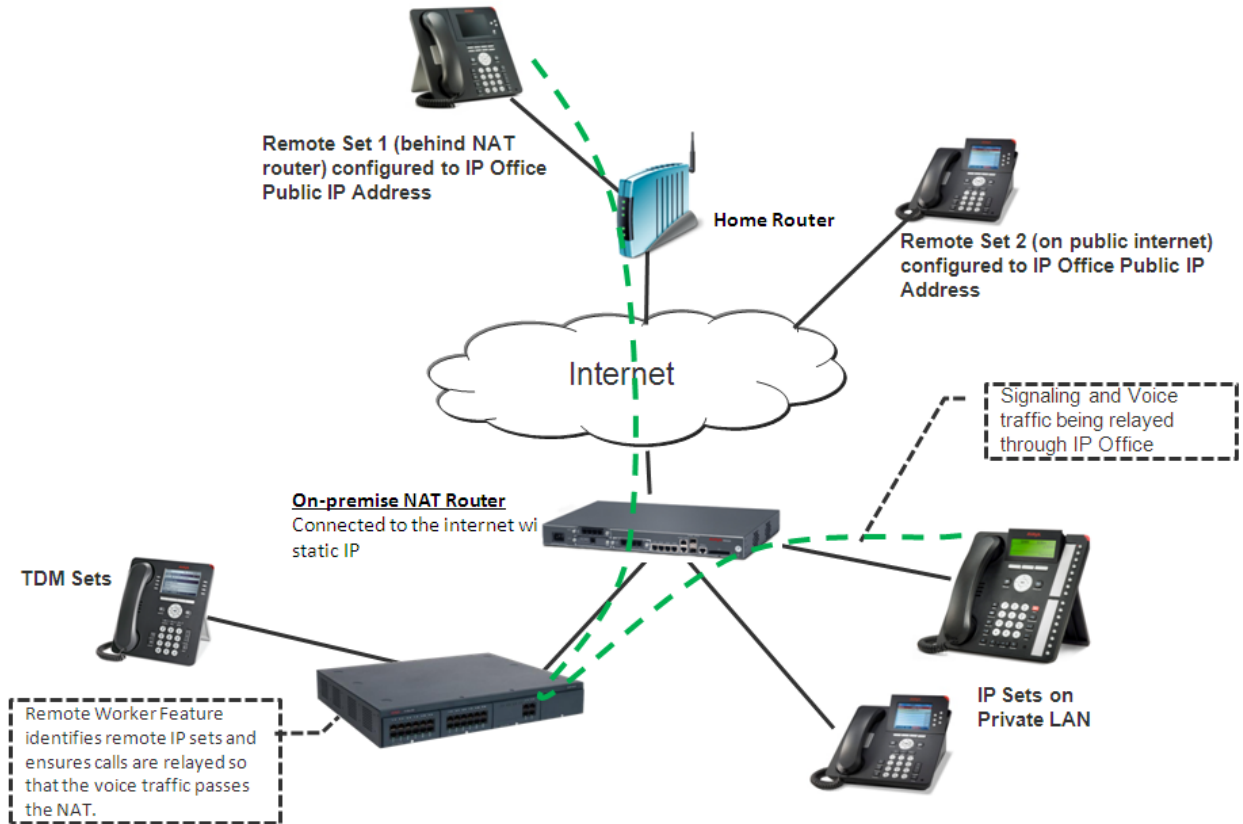 Remote Set 1 (behind NAT
router) configured to IP Office
Public IP Address
Home Router
Remote Set 2 (on public internet)
configured to IP Office Public IP
Address
Internet
Signaling and Voice
traffic being relayed
through IP Office
On-premise NAT Router
Connected to the internet wi
static IP
TDM Sets
IP Sets on
Private LAN
Remote Worker Feature
identifies remote IP sets and
ensures calls are relayed so
that the voice traffic passes
the NAT.